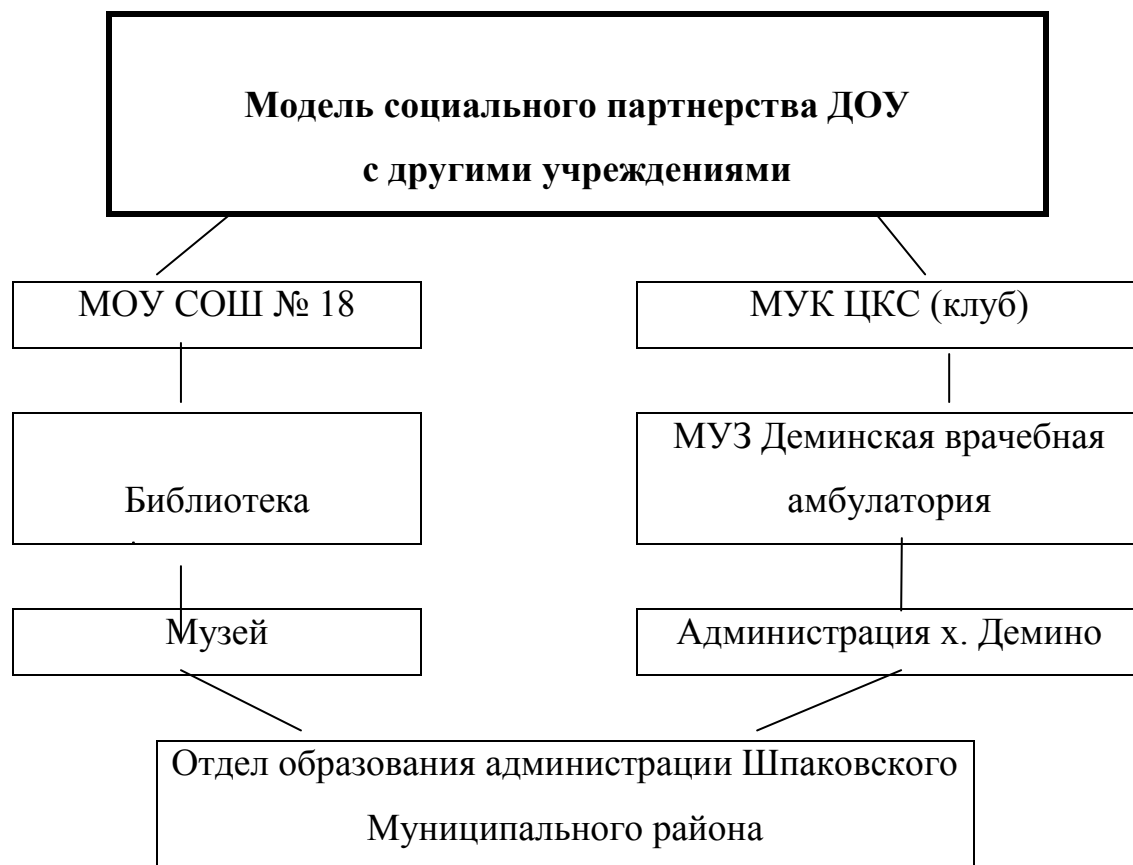 Модель социального партнерства ДОУ
с другими учреждениями
МОУ СОШ № 18
МУК ЦКС (клуб)
Библиотека
МУЗ Деминская врачебная
амбулатория
Музей
Администрация х. Демино
Отдел образования администрации Шпаковского
Муниципального района